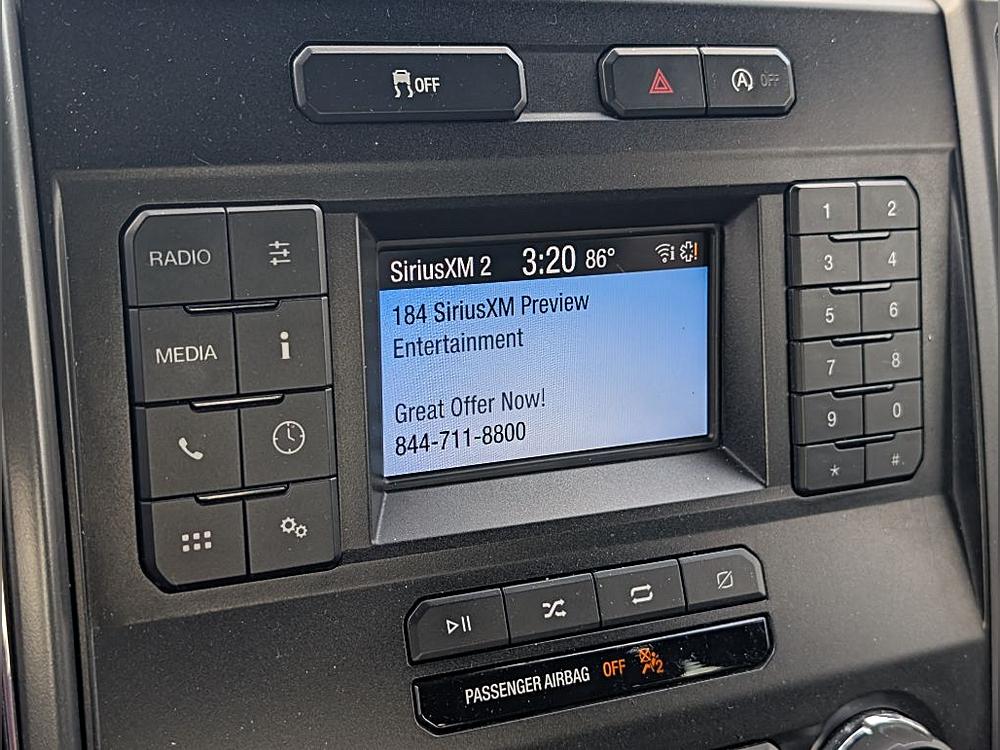 OFF
A OFF
RADIO
MEDIA
i
SiriusXM 2 3:20 86° i !
184 SiriusXM Preview
Entertainment
Great Offer Now!
844-711-8800
1 2
3 4
5 6
7 8
9 0
* #
PASSENGER AIRBAG OFF 2